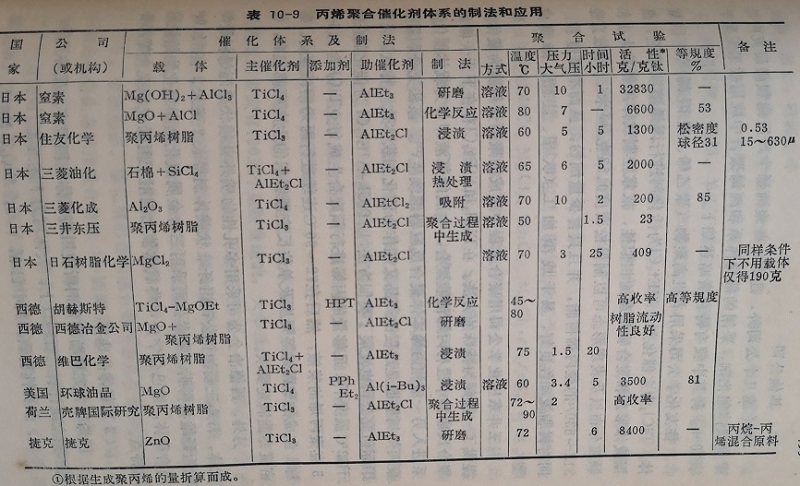 表 10-9 丙烯聚合催化剂体系的制法和应用
国家 公司(或机构) 催化体系及制法 聚合试验 备注
载体 主催化剂 添加剂 助催化剂 制法 方式 温度℃ 压力大气压 时间小时 活性*克/克钛 等规度%
日本 窒素 Mg(OH)₂+AlCl₃ TiCl₄ — AlEt₃ 研磨 溶液 70 10 1 32830 —
日本 窒素 MgO+AlCl TiCl₄ — AlEt₃ 化学反应 溶液 80 7 — 6600 53
日本 住友化学 聚丙烯树脂 TiCl₃ — AlEt₂Cl 浸渍 溶液 60 5 5 1300 松密度 0.53
球径31 15~630μ
日本 三菱油化 石棉+SiCl₄ TiCl₄+ — AlEt₂Cl 浸渍 溶液 65 6 5 2000 —
AlEt₂Cl 热处理
日本 三菱化成 Al₂O₃ TiCl₄ — AlEtCl₂ 吸附 溶液 70 10 2 200 85
日本 三井东压 聚丙烯树脂 TiCl₃ — AlEt₂Cl 聚合过程 溶液 50 1.5 23
中生成
日本 日石树脂化学 MgCl₂ TiCl₃ — AlEt₂Cl 溶液 70 3 25 409 — 同样条件
下不用载体
仅得190克
西德 胡赫斯特 TiCl₄-MgOEt TiCl₃ HPT AlEt₃ 化学反应 45~ 高收率 高等规度
80
西德 西德冶金公司 MgO+ TiCl₃ — AlEt₂Cl 研磨 树脂流动
聚丙烯树脂 性良好
西德 维巴化学 聚丙烯树脂 TiCl₄+ — AlEt₃ 浸渍 75 1.5 20
AlEt₂Cl
美国 环球油品 MgO TiCl₄ PPh Al(i-Bu)₃ 浸渍 溶液 60 3.4 5 3500 81
Et₂
荷兰 壳牌国际研究 聚丙烯树脂 TiCl₃ — AlEt₂Cl 聚合过程 72~ 2 高收率
中生成 90
捷克 捷克 ZnO TiCl₃ — AlEt₃ 研磨 72 6 8400 — 丙烷-丙
烯混合原料
①根据生成聚丙烯的量折算而成。